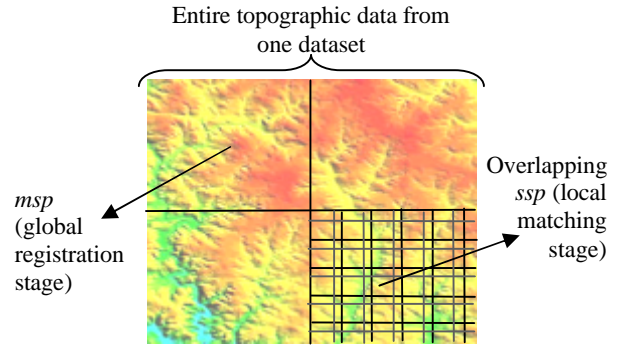 Entire topographic data from
one dataset
msp
(global
registration
stage)
Overlapping
ssp (local
matching
stage)